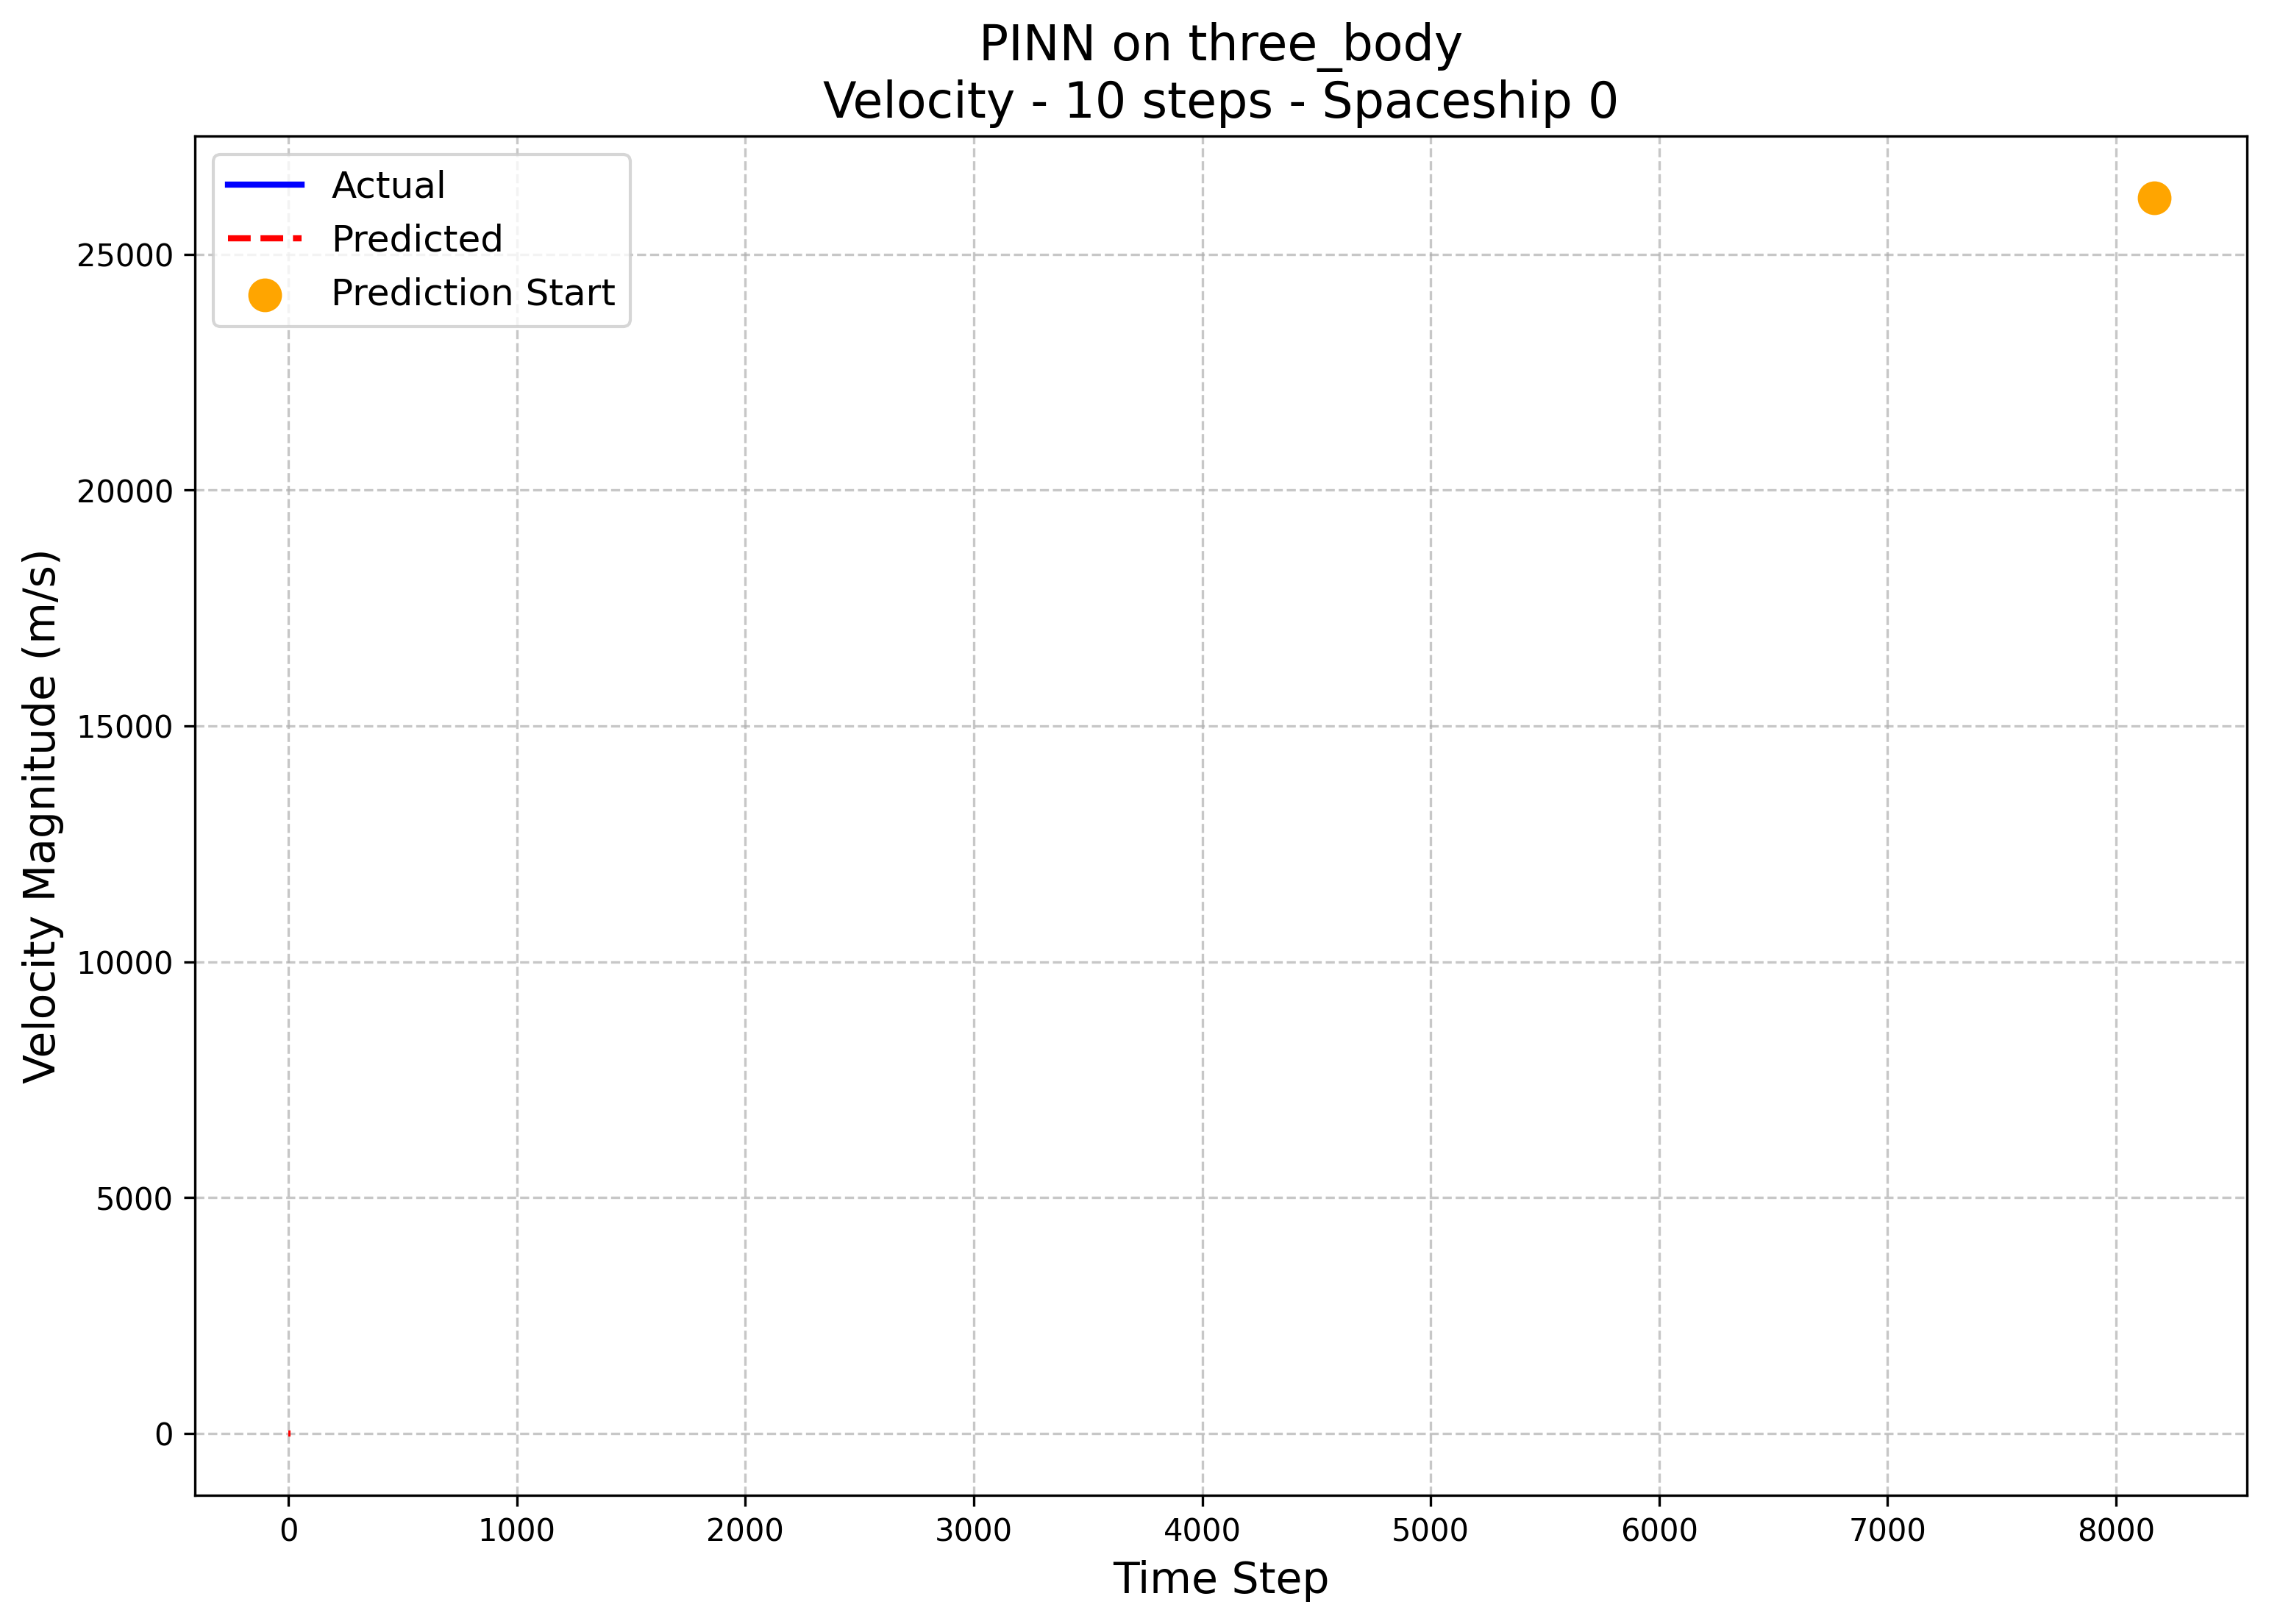 PINN on three_body
Velocity - 10 steps - Spaceship 0
Actual
Predicted
Prediction Start
Velocity Magnitude (m/s)
25000
20000
15000
10000
5000
0
0 1000 2000 3000 4000 5000 6000 7000 8000
Time Step